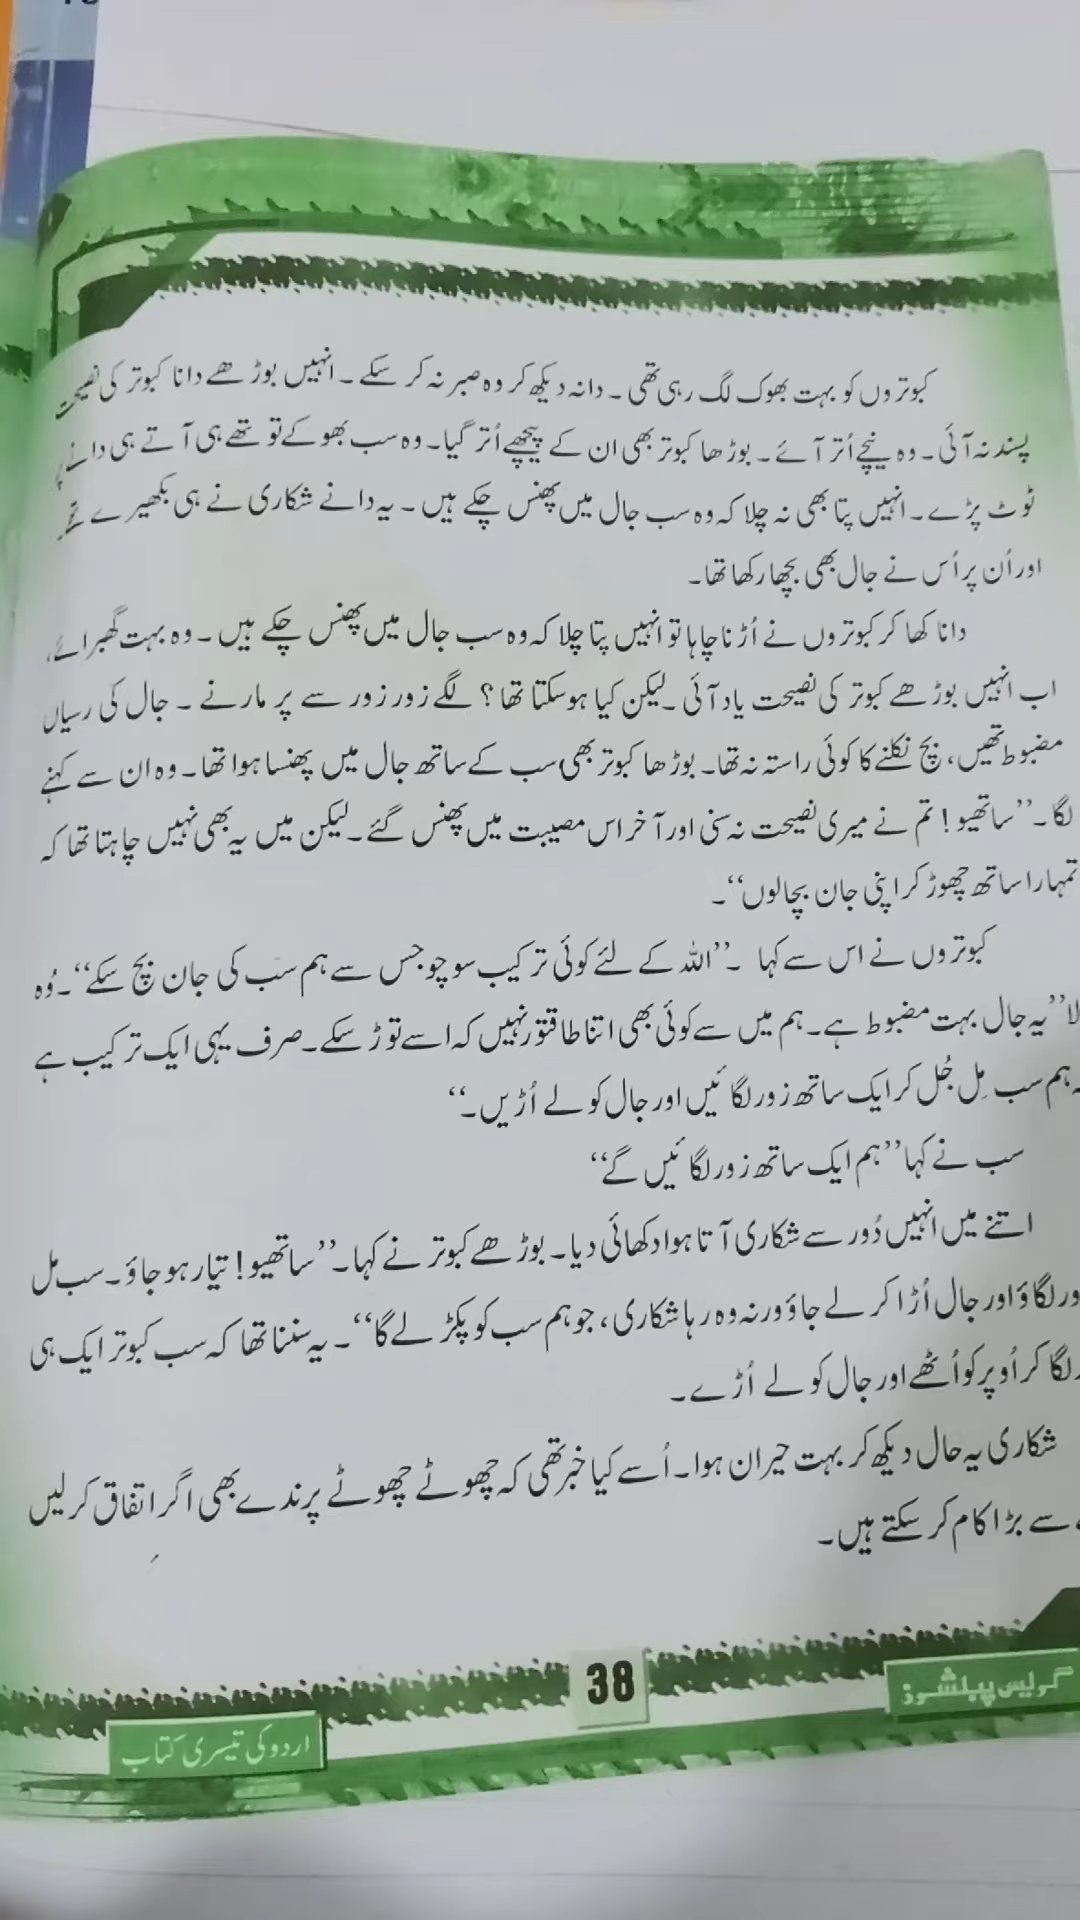 کبوتروں کو بہت بھوک لگ رہی تھی۔ دانہ دیکھ کر وہ صبر نہ کر سکے۔ انہیں بوڑھے دانا کبوتر کی نصیحت
پسند نہ آئی۔ وہ نیچے اُتر آئے۔ بوڑھا کبوتر بھی ان کے پیچھے اُتر گیا۔ وہ سب بھوکے تو تھے ہی آتے ہی دانے
ٹوٹ پڑے۔ انہیں پتا بھی نہ چلا کہ وہ سب جال میں پھنس چکے ہیں۔ یہ دانے شکاری نے ہی بکھیرے تھے
اور اُن پر اُس نے جال بھی بچھا رکھا تھا۔
دانا کھا کر کبوتروں نے اُڑنا چاہا تو انہیں پتا چلا کہ وہ سب جال میں پھنس چکے ہیں۔ وہ بہت گھبرائے،
اب انہیں بوڑھے کبوتر کی نصیحت یاد آئی۔ لیکن کیا ہوسکتا تھا؟ لگے زور زور سے پر مارنے۔ جال کی رسیاں
مضبوط تھیں، بچ نکلنے کا کوئی راستہ نہ تھا۔ بوڑھا کبوتر بھی سب کے ساتھ جال میں پھنسا ہوا تھا۔ وہ ان سے کہنے
لگا۔ ’’ساتھیو! تم نے میری نصیحت نہ سنی اور آخر اس مصیبت میں پھنس گئے۔ لیکن میں یہ بھی نہیں چاہتا تھا کہ
تمہارا ساتھ چھوڑ کر اپنی جان بچالوں‘‘۔
کبوتروں نے اس سے کہا ۔ ’’اللہ کے لئے کوئی ترکیب سوچو جس سے ہم سب کی جان بچ سکے‘‘۔ وُہ
لا ’’یہ جال بہت مضبوط ہے۔ ہم میں سے کوئی بھی اتنا طاقتور نہیں کہ اسے توڑ سکے۔ صرف یہی ایک ترکیب ہے
ہم سب مِل جُل کر ایک ساتھ زور لگائیں اور جال کو لے اُڑیں۔‘‘
سب نے کہا ’’ہم ایک ساتھ زور لگائیں گے‘‘
اتنے میں انہیں دُور سے شکاری آتا ہوا دکھائی دیا۔ بوڑھے کبوتر نے کہا۔ ’’ساتھیو! تیار ہو جاؤ۔ سب مل
ور لگاؤ اور جال اُڑا کر لے جاؤ ورنہ وہ رہا شکاری، جو ہم سب کو پکڑ لے گا‘‘۔ یہ سننا تھا کہ سب کبوتر ایک ہی
لگا کر اُوپر کو اُٹھے اور جال کو لے اُڑے۔
شکاری یہ حال دیکھ کر بہت حیران ہوا۔ اُسے کیا خبر تھی کہ چھوٹے چھوٹے پرندے بھی اگر اتفاق کر لیں
سے بڑا کام کر سکتے ہیں۔
38
پبلشرز
اردو کی تیسری کتاب